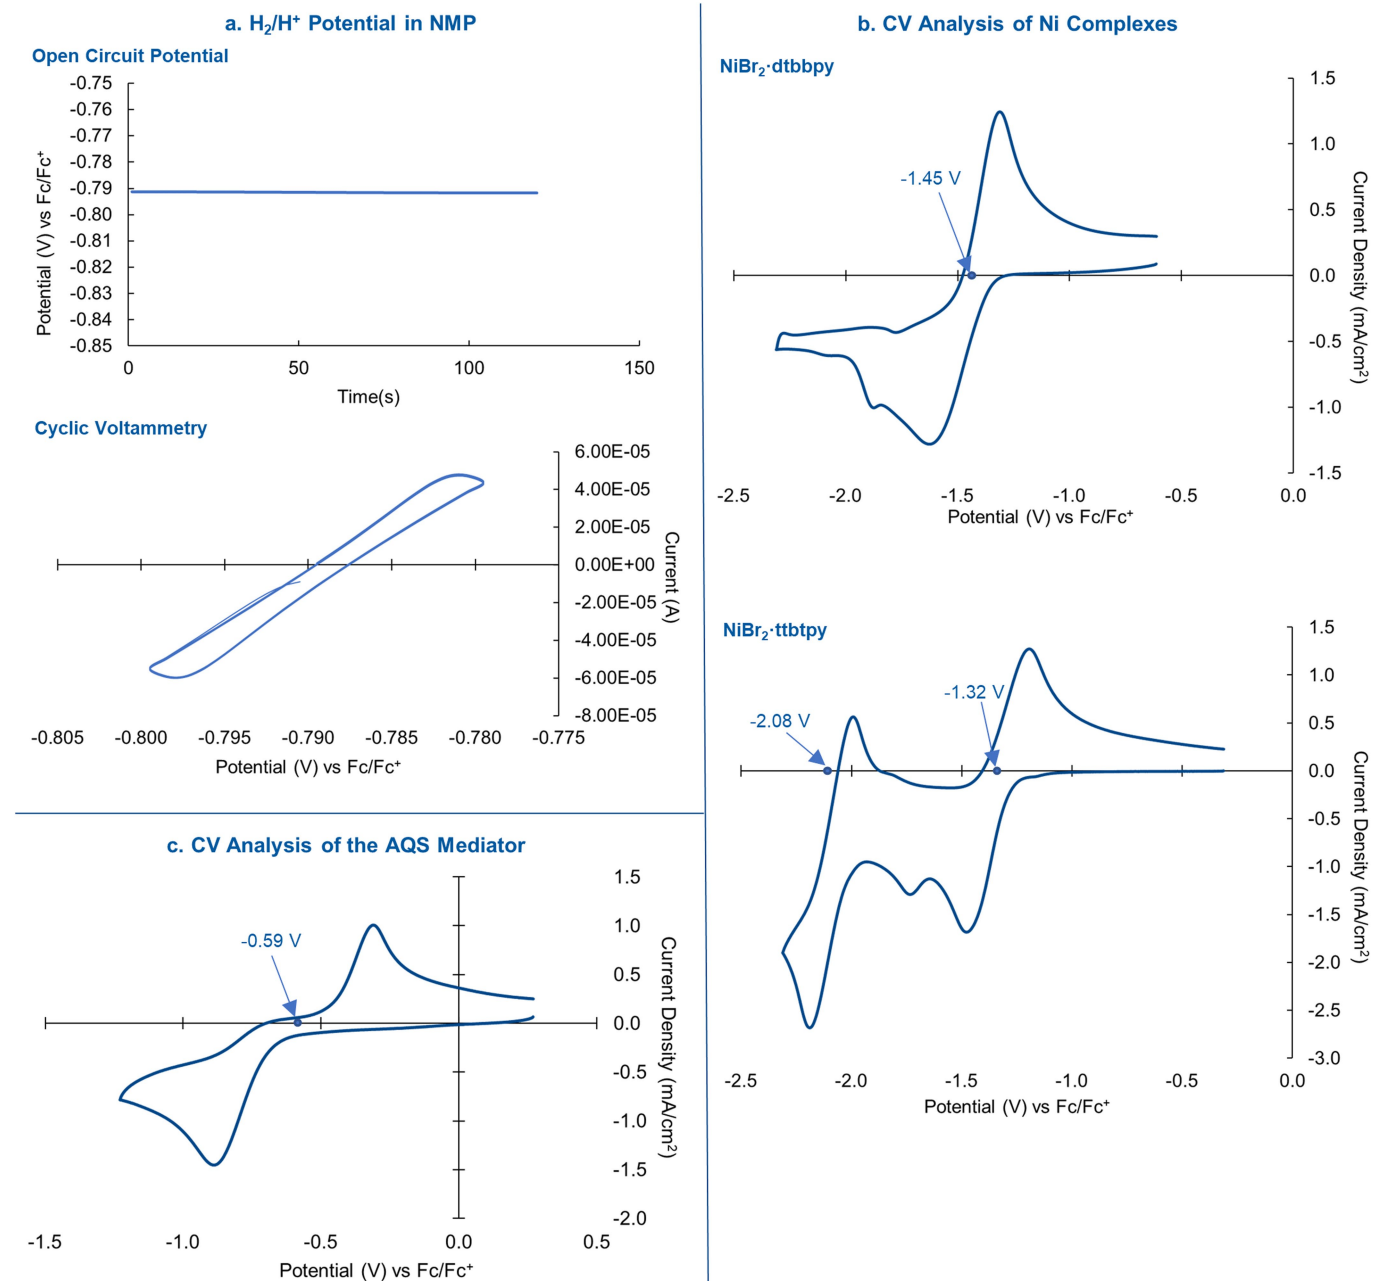 a. H₂/H⁺ Potential in NMP
Open Circuit Potential
-0.75
-0.76
-0.77
-0.78
-0.79
-0.80
-0.81
-0.82
-0.83
-0.84
-0.85
Potential (V) vs Fc/Fc⁺
0 50 100 150
Time(s)
Cyclic Voltammetry
6.00E-05
4.00E-05
2.00E-05
0.00E+00
-2.00E-05
-4.00E-05
-6.00E-05
-8.00E-05
Current (A)
-0.805 -0.800 -0.795 -0.790 -0.785 -0.780 -0.775
Potential (V) vs Fc/Fc⁺
b. CV Analysis of Ni Complexes
NiBr₂·dtbbpy
-1.45 V
1.5
1.0
0.5
0.0
-0.5
-1.0
-1.5
Current Density (mA/cm²)
-2.5 -2.0 -1.5 -1.0 -0.5 0.0
Potential (V) vs Fc/Fc⁺
NiBr₂·ttbtpy
-2.08 V
-1.32 V
1.5
1.0
0.5
0.0
-0.5
-1.0
-1.5
-2.0
-2.5
-3.0
Current Density (mA/cm²)
-2.5 -2.0 -1.5 -1.0 -0.5 0.0
Potential (V) vs Fc/Fc⁺
c. CV Analysis of the AQS Mediator
-0.59 V
1.5
1.0
0.5
0.0
-0.5
-1.0
-1.5
-2.0
Current Density (mA/cm²)
-1.5 -1.0 -0.5 0.0 0.5
Potential (V) vs Fc/Fc⁺